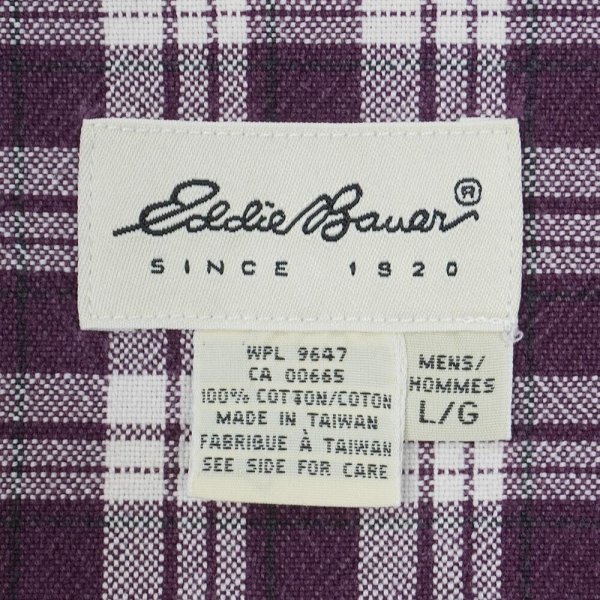 Eddie Bauer®
SINCE 1920
WPL 9647
CA 00665
100% COTTON/COTON
MADE IN TAIWAN
FABRIQUE À TAIWAN
SEE SIDE FOR CARE
MENS/
HOMMES
L/G